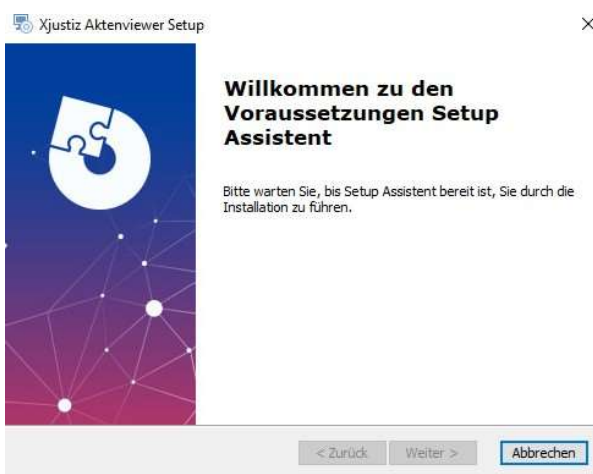 Xjustiz Aktenviewer Setup
Willkommen zu den
Voraussetzungen Setup
Assistent
Bitte warten Sie, bis Setup Assistent bereit ist, Sie durch die
Installation zu führen.
< Zurück Weiter > Abbrechen